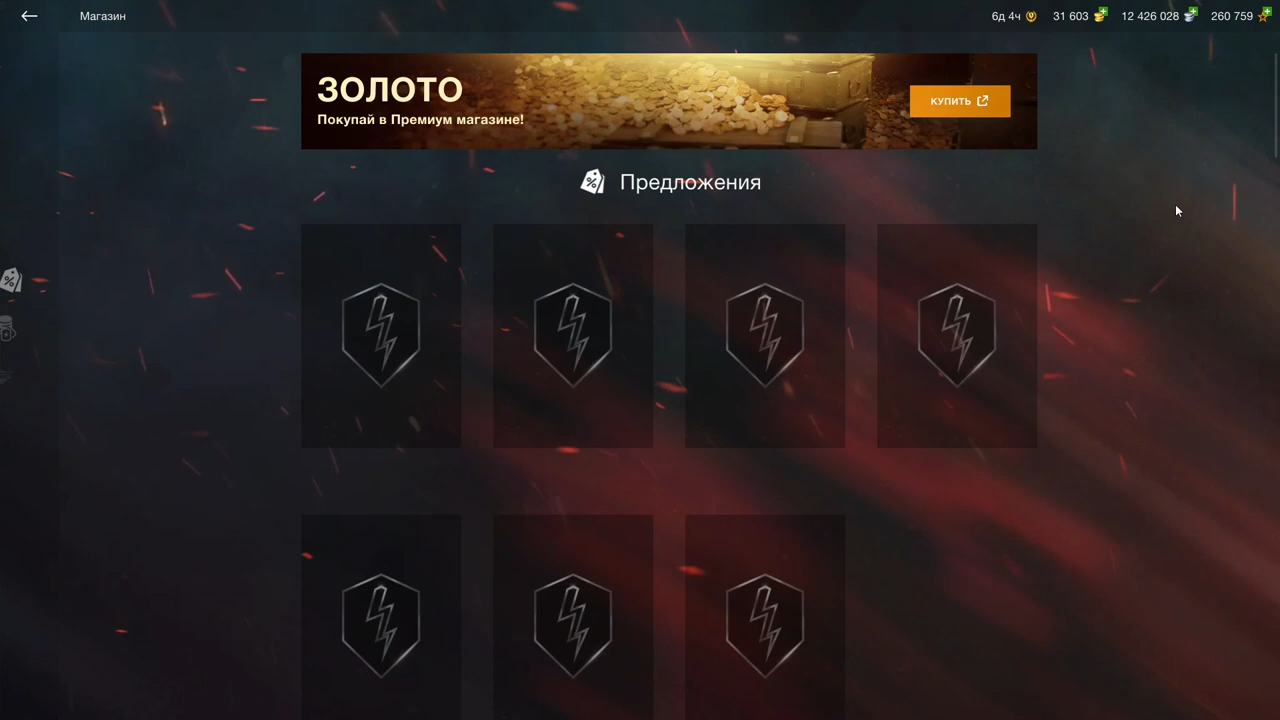 Магазин
6д 4ч 31 603 12 426 028 260 759
ЗОЛОТО
Покупай в Премиум магазине!
КУПИТЬ
Предложения